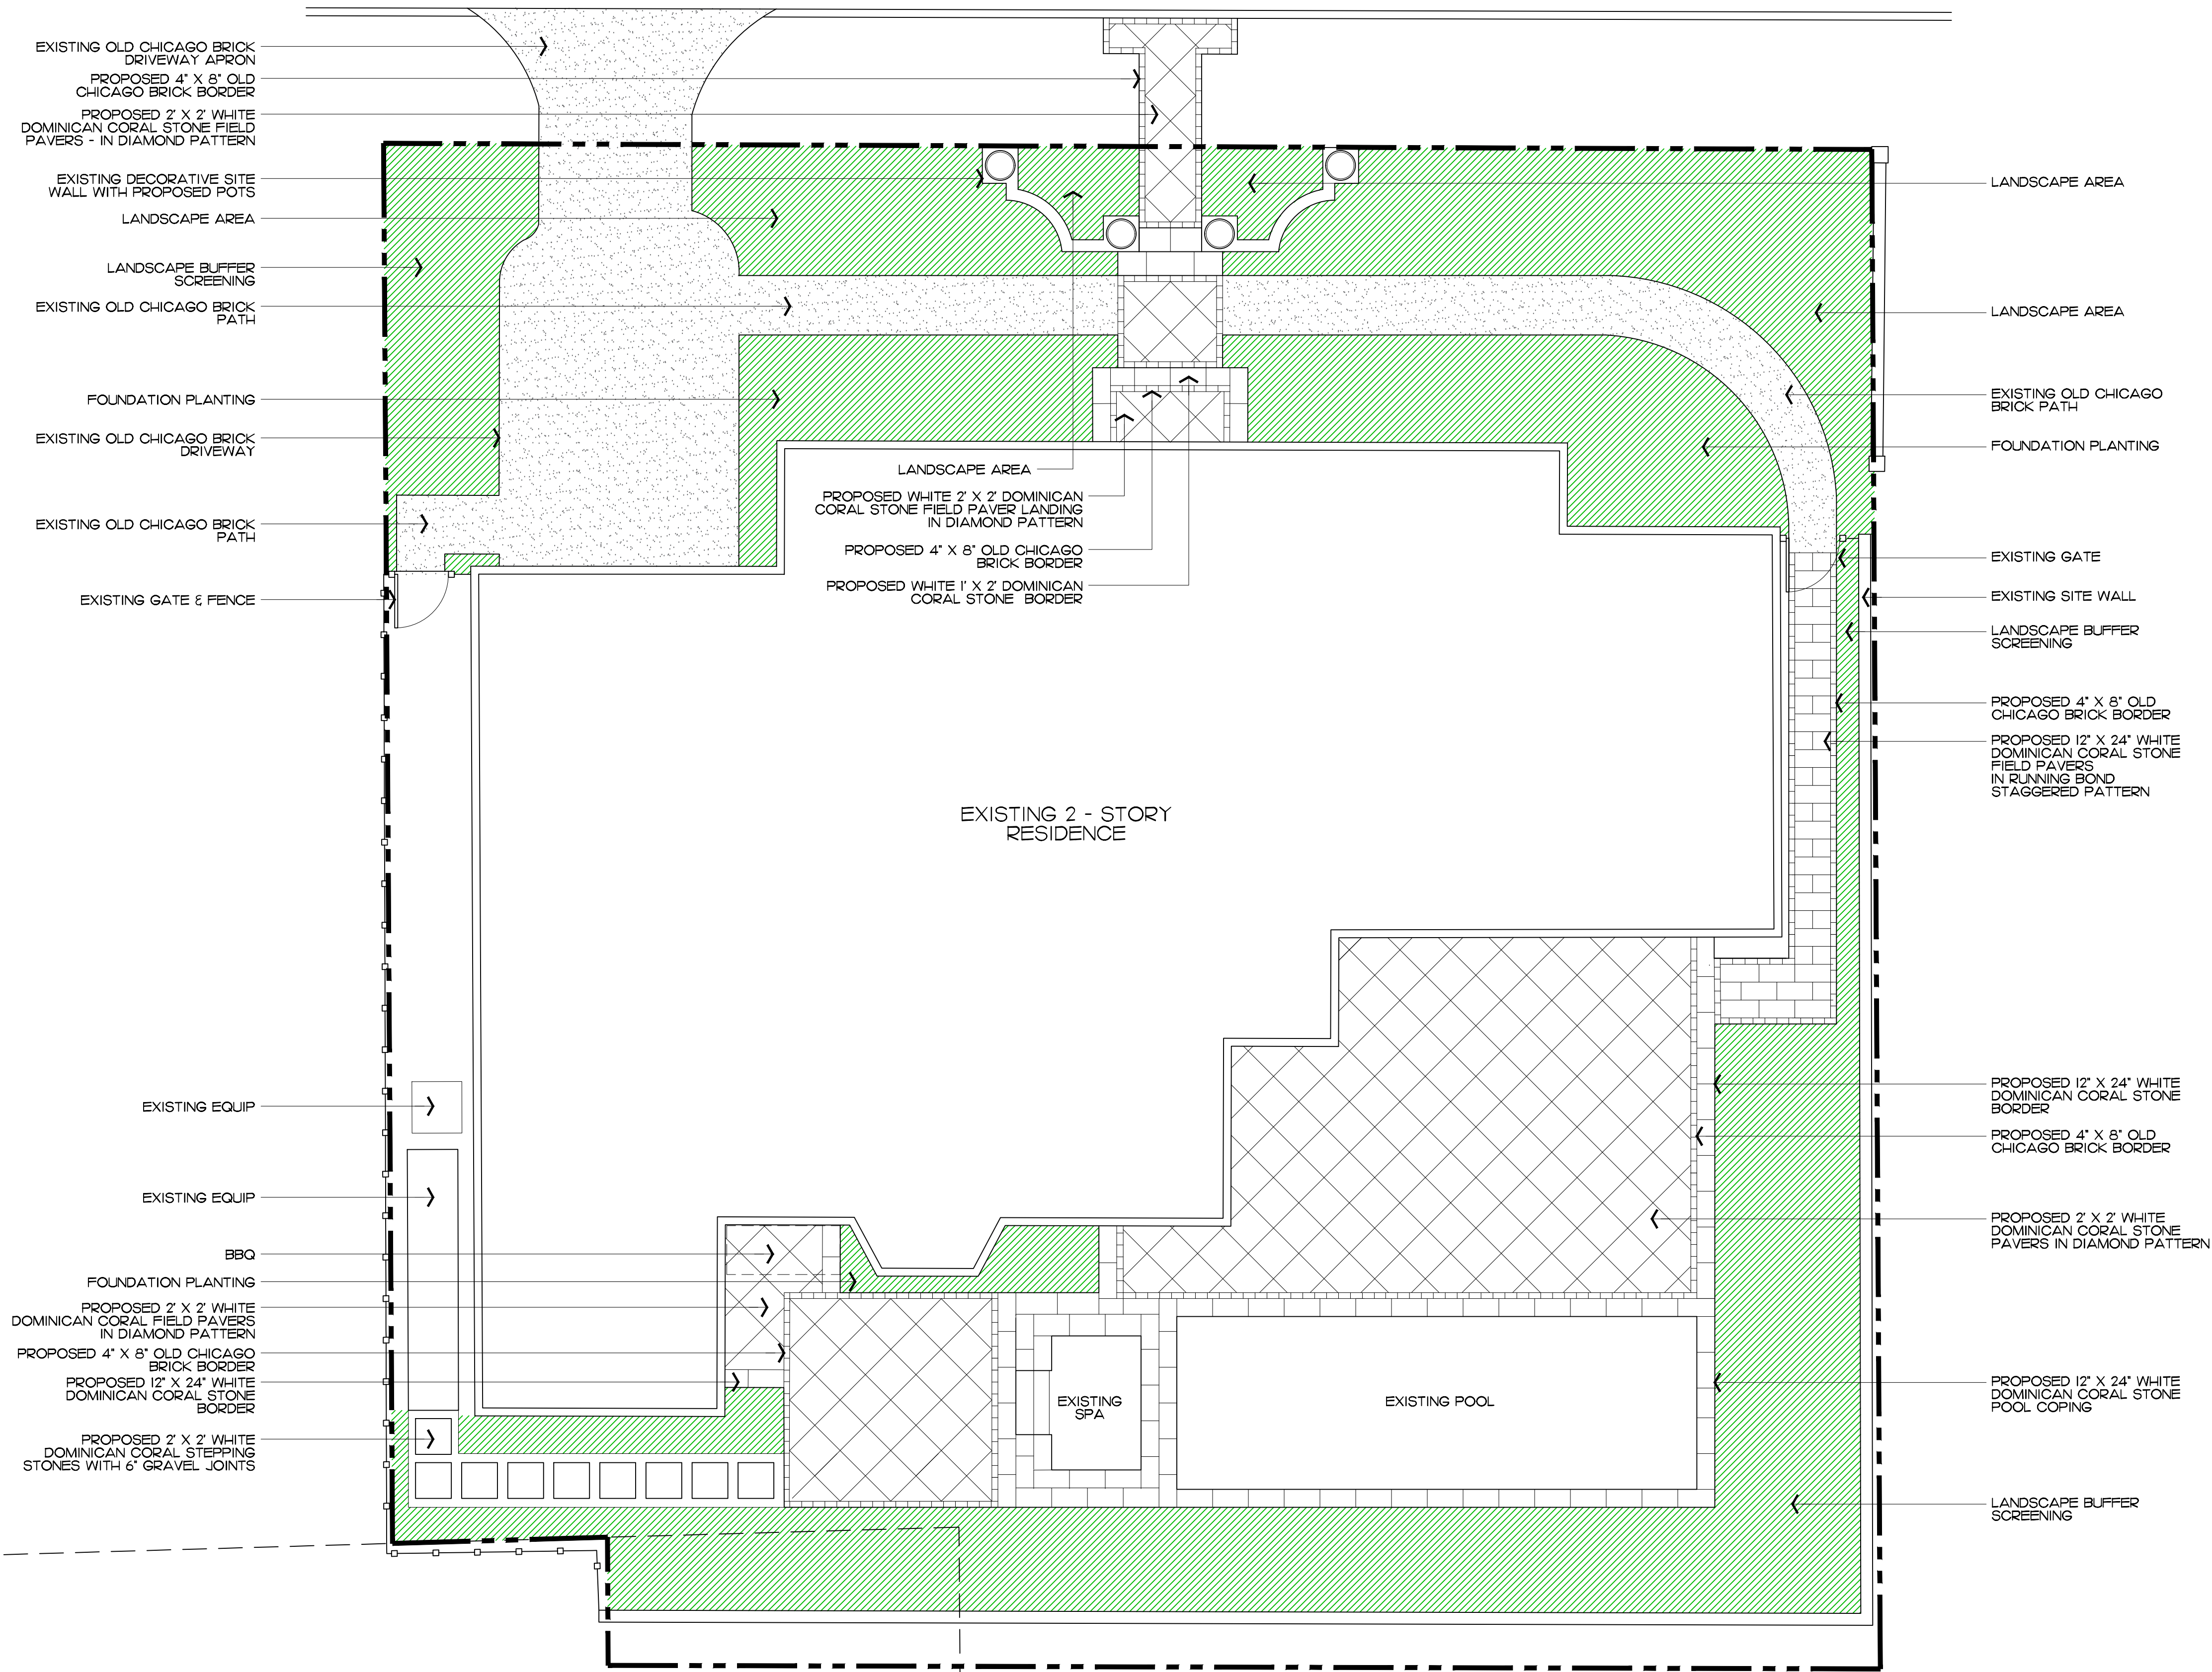 EXISTING OLD CHICAGO BRICK
DRIVEWAY APRON
PROPOSED 4" X 8" OLD
CHICAGO BRICK BORDER
PROPOSED 2' X 2' WHITE
DOMINICAN CORAL STONE FIELD
PAVERS - IN DIAMOND PATTERN
EXISTING DECORATIVE SITE
WALL WITH PROPOSED POTS
LANDSCAPE AREA
LANDSCAPE BUFFER
SCREENING
EXISTING OLD CHICAGO BRICK
PATH
FOUNDATION PLANTING
EXISTING OLD CHICAGO BRICK
DRIVEWAY
EXISTING OLD CHICAGO BRICK
PATH
EXISTING GATE & FENCE
EXISTING EQUIP
EXISTING EQUIP
BBQ
FOUNDATION PLANTING
PROPOSED 2' X 2' WHITE
DOMINICAN CORAL FIELD PAVERS
IN DIAMOND PATTERN
PROPOSED 4" X 8" OLD CHICAGO
BRICK BORDER
PROPOSED 12" X 24" WHITE
DOMINICAN CORAL STONE
BORDER
PROPOSED 2' X 2' WHITE
DOMINICAN CORAL STEPPING
STONES WITH 6" GRAVEL JOINTS
LANDSCAPE AREA
PROPOSED WHITE 2' X 2' DOMINICAN
CORAL STONE FIELD PAVER LANDING
IN DIAMOND PATTERN
PROPOSED 4" X 8" OLD CHICAGO
BRICK BORDER
PROPOSED WHITE 1' X 2' DOMINICAN
CORAL STONE BORDER
EXISTING 2 - STORY
RESIDENCE
EXISTING
SPA
EXISTING POOL
LANDSCAPE AREA
LANDSCAPE AREA
EXISTING OLD CHICAGO
BRICK PATH
FOUNDATION PLANTING
EXISTING GATE
EXISTING SITE WALL
LANDSCAPE BUFFER
SCREENING
PROPOSED 4" X 8" OLD
CHICAGO BRICK BORDER
PROPOSED 12" X 24" WHITE
DOMINICAN CORAL STONE
FIELD PAVERS
IN RUNNING BOND
STAGGERED PATTERN
PROPOSED 12" X 24" WHITE
DOMINICAN CORAL STONE
BORDER
PROPOSED 4" X 8" OLD
CHICAGO BRICK BORDER
PROPOSED 2' X 2' WHITE
DOMINICAN CORAL STONE
PAVERS IN DIAMOND PATTERN
PROPOSED 12" X 24" WHITE
DOMINICAN CORAL STONE
POOL COPING
LANDSCAPE BUFFER
SCREENING